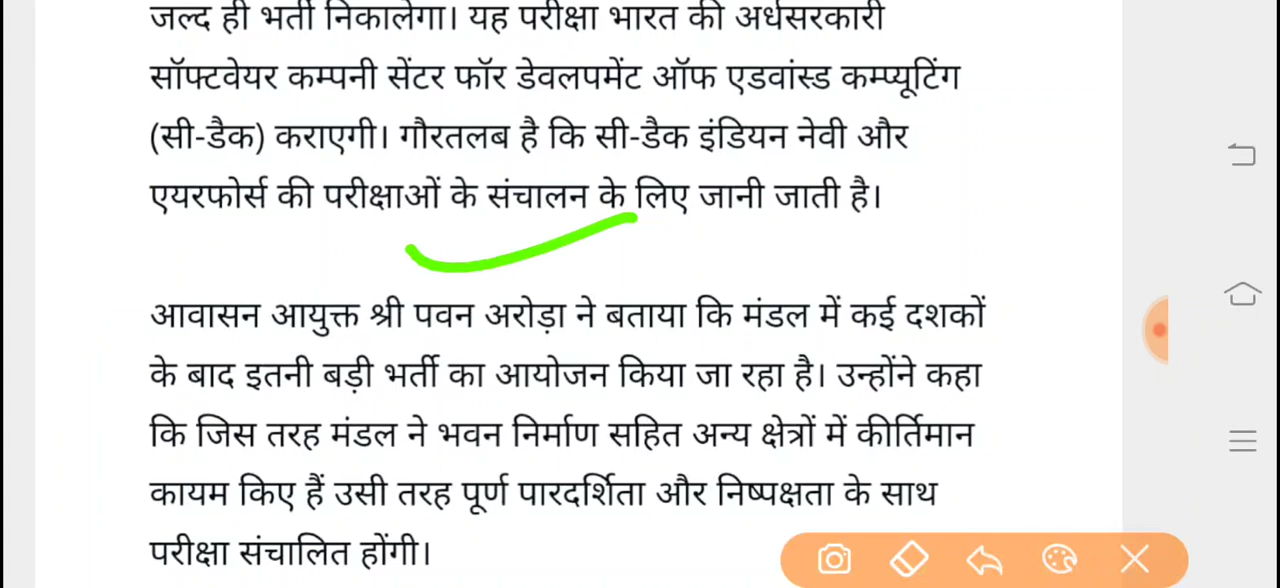 जल्द ही भर्ती निकालेगा। यह परीक्षा भारत की अर्धसरकारी
सॉफ्टवेयर कम्पनी सेंटर फॉर डेवलपमेंट ऑफ एडवांस्ड कम्प्यूटिंग
(सी-डैक) कराएगी। गौरतलब है कि सी-डैक इंडियन नेवी और
एयरफोर्स की परीक्षाओं के संचालन के लिए जानी जाती है।
आवासन आयुक्त श्री पवन अरोड़ा ने बताया कि मंडल में कई दशकों
के बाद इतनी बड़ी भर्ती का आयोजन किया जा रहा है। उन्होंने कहा
कि जिस तरह मंडल ने भवन निर्माण सहित अन्य क्षेत्रों में कीर्तिमान
कायम किए हैं उसी तरह पूर्ण पारदर्शिता और निष्पक्षता के साथ
परीक्षा संचालित होंगी।